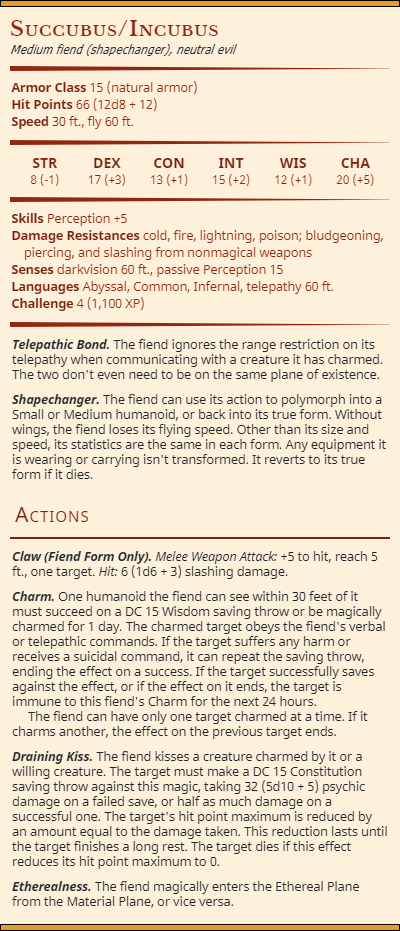 Succubus/Incubus
Medium fiend (shapechanger), neutral evil
Armor Class 15 (natural armor)
Hit Points 66 (12d8 + 12)
Speed 30 ft., fly 60 ft.
STR DEX CON INT WIS CHA
8 (-1) 17 (+3) 13 (+1) 15 (+2) 12 (+1) 20 (+5)
Skills Perception +5
Damage Resistances cold, fire, lightning, poison; bludgeoning,
piercing, and slashing from nonmagical weapons
Senses darkvision 60 ft., passive Perception 15
Languages Abyssal, Common, Infernal, telepathy 60 ft.
Challenge 4 (1,100 XP)
Telepathic Bond. The fiend ignores the range restriction on its
telepathy when communicating with a creature it has charmed.
The two don't even need to be on the same plane of existence.
Shapechanger. The fiend can use its action to polymorph into a
Small or Medium humanoid, or back into its true form. Without
wings, the fiend loses its flying speed. Other than its size and
speed, its statistics are the same in each form. Any equipment it
is wearing or carrying isn't transformed. It reverts to its true
form if it dies.
Actions
Claw (Fiend Form Only). Melee Weapon Attack: +5 to hit, reach 5
ft., one target. Hit: 6 (1d6 + 3) slashing damage.
Charm. One humanoid the fiend can see within 30 feet of it
must succeed on a DC 15 Wisdom saving throw or be magically
charmed for 1 day. The charmed target obeys the fiend's verbal
or telepathic commands. If the target suffers any harm or
receives a suicidal command, it can repeat the saving throw,
ending the effect on a success. If the target successfully saves
against the effect, or if the effect on it ends, the target is
immune to this fiend's Charm for the next 24 hours.
The fiend can have only one target charmed at a time. If it
charms another, the effect on the previous target ends.
Draining Kiss. The fiend kisses a creature charmed by it or a
willing creature. The target must make a DC 15 Constitution
saving throw against this magic, taking 32 (5d10 + 5) psychic
damage on a failed save, or half as much damage on a
successful one. The target's hit point maximum is reduced by
an amount equal to the damage taken. This reduction lasts until
the target finishes a long rest. The target dies if this effect
reduces its hit point maximum to 0.
Etherealness. The fiend magically enters the Ethereal Plane
from the Material Plane, or vice versa.